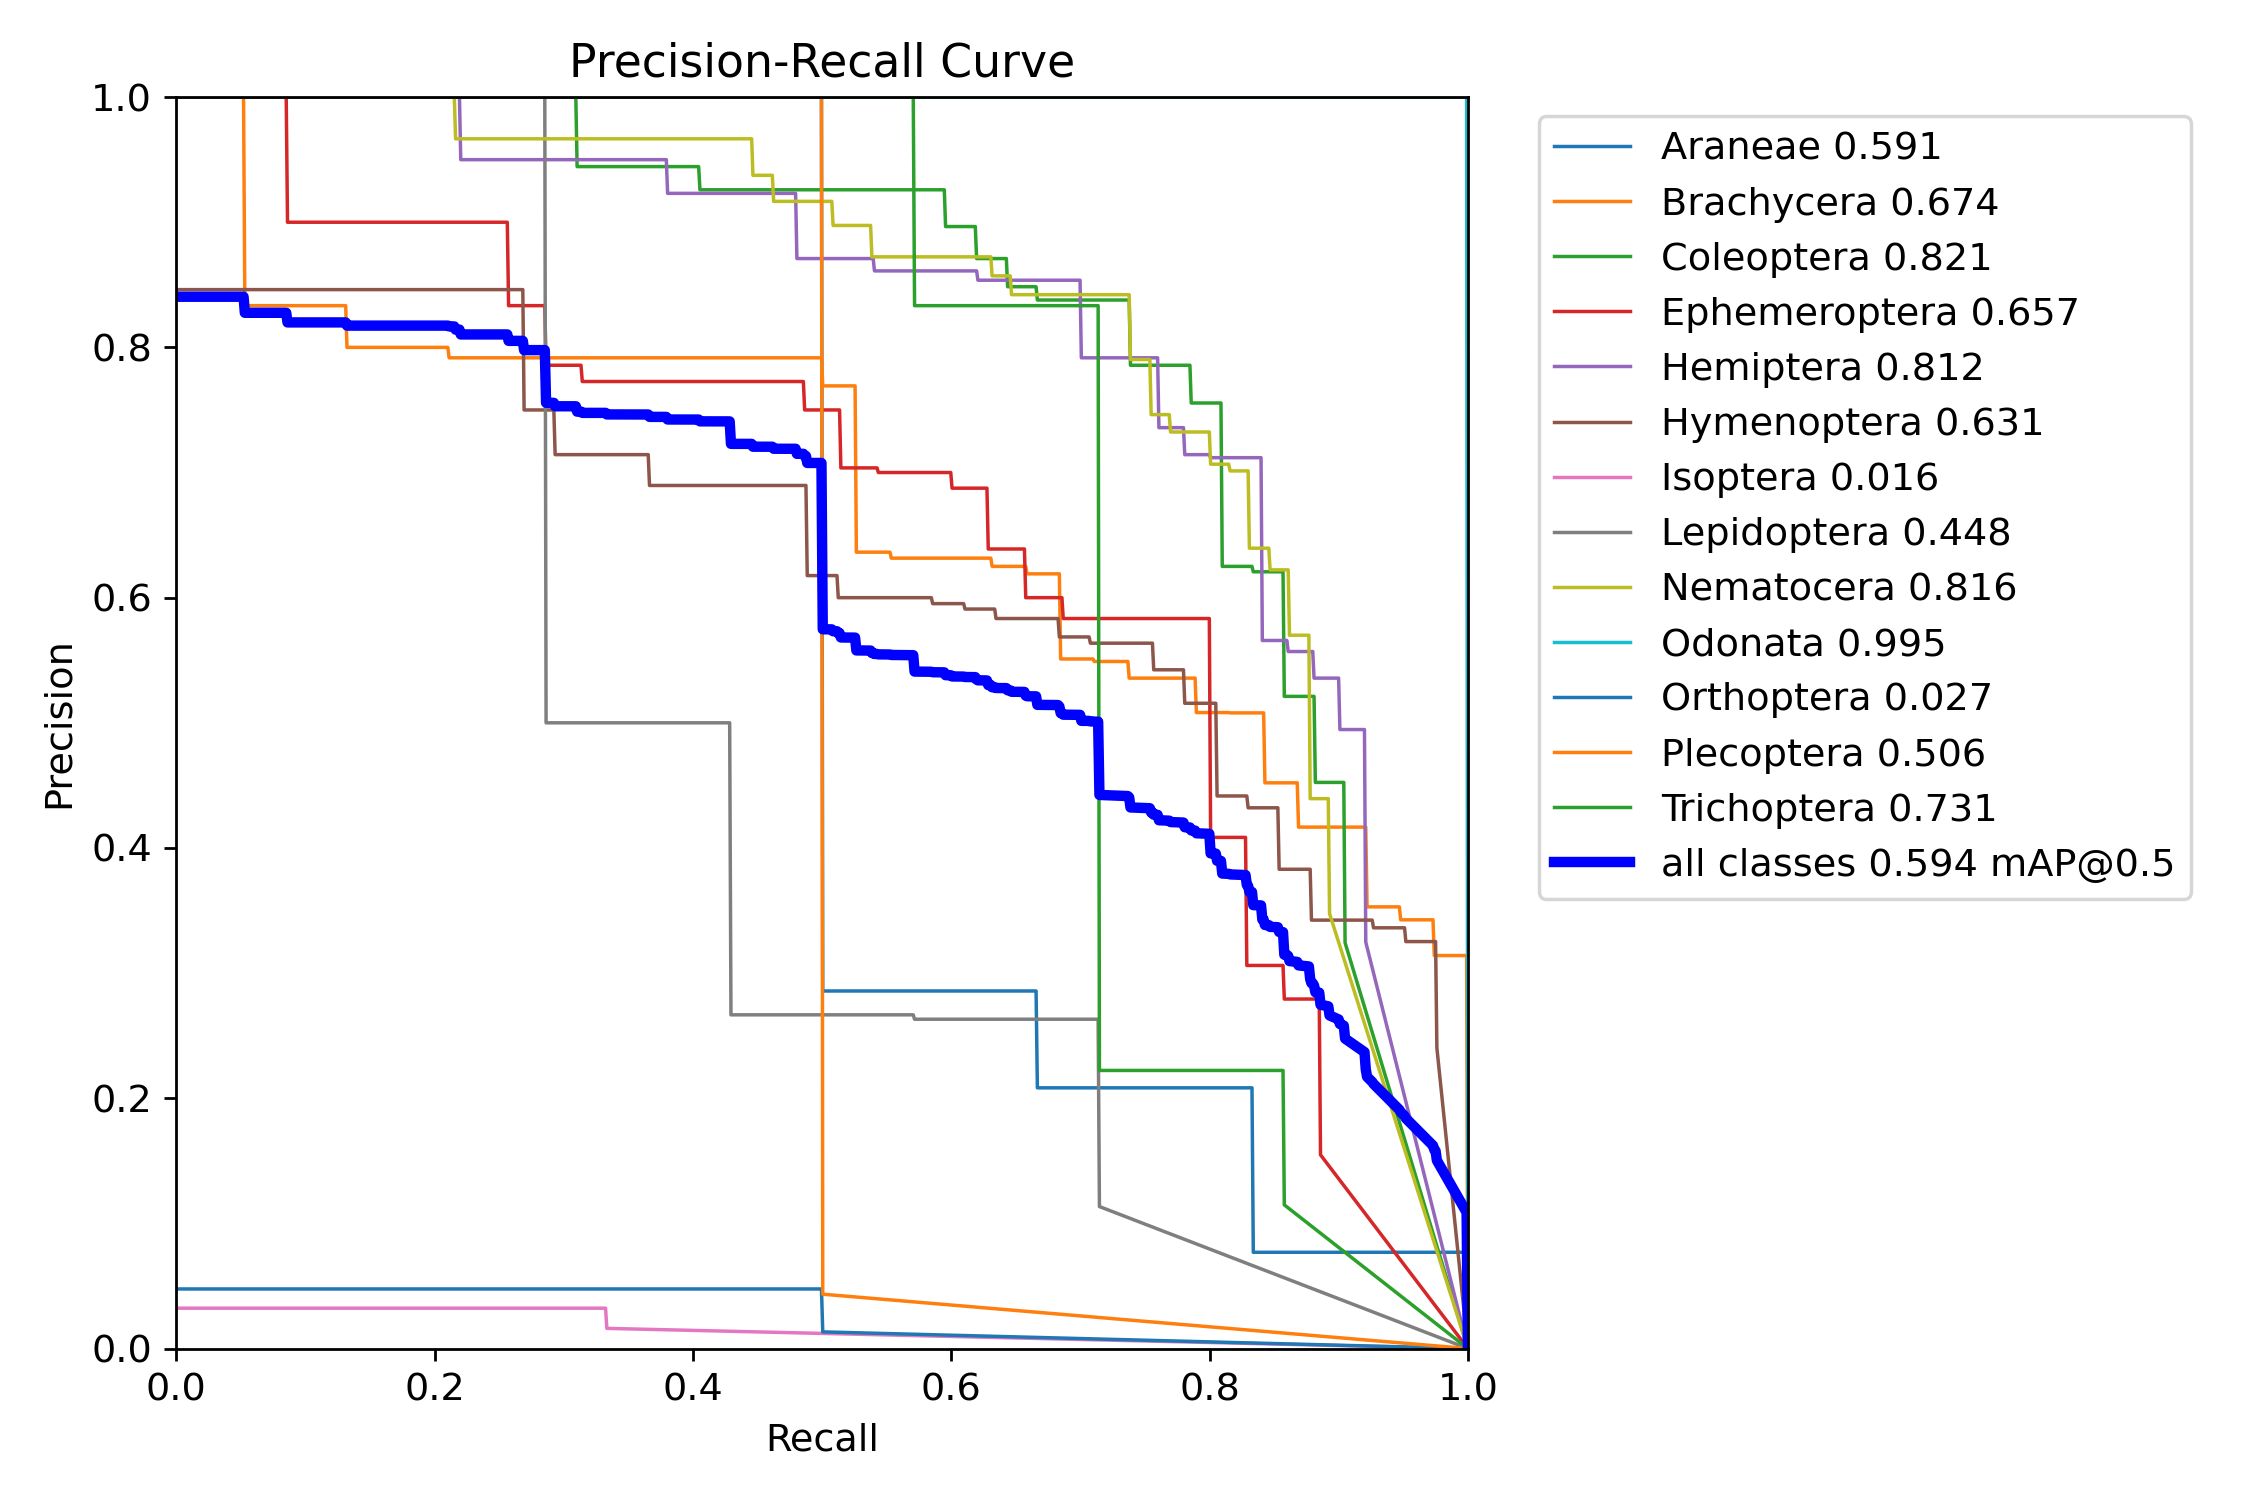 Precision-Recall Curve
1.0
0.8
0.6
0.4
0.2
0.0
Precision
0.0 0.2 0.4 0.6 0.8 1.0
Recall
Araneae 0.591
Brachycera 0.674
Coleoptera 0.821
Ephemeroptera 0.657
Hemiptera 0.812
Hymenoptera 0.631
Isoptera 0.016
Lepidoptera 0.448
Nematocera 0.816
Odonata 0.995
Orthoptera 0.027
Plecoptera 0.506
Trichoptera 0.731
all classes 0.594 mAP@0.5